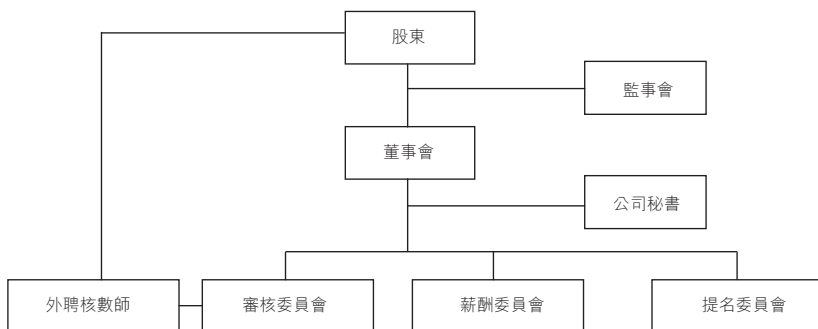 股東
監事會
董事會
公司秘書
外聘核數師
審核委員會
薪酬委員會
提名委員會